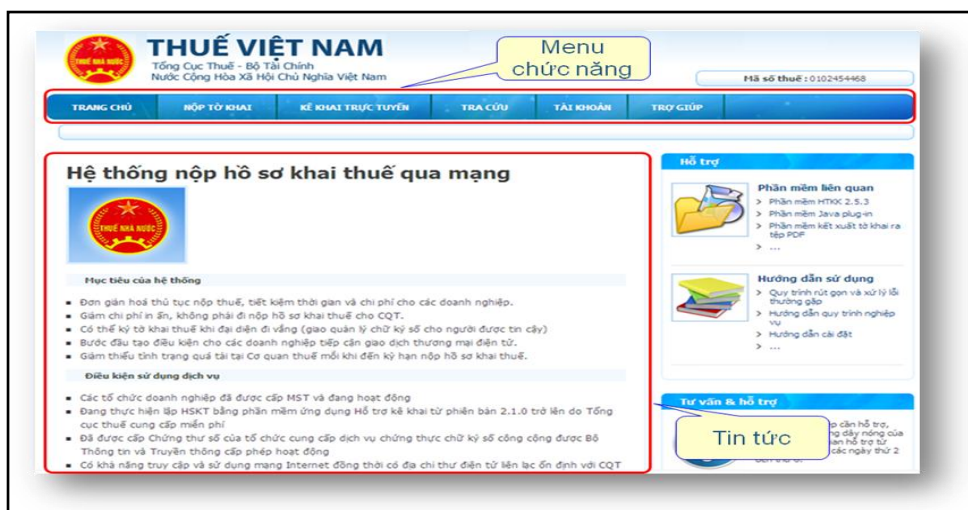 THUẾ VIỆT NAM
Tổng Cục Thuế - Bộ Tài Chính
Nước Cộng Hòa Xã Hội Chủ Nghĩa Việt Nam
Menu
chức năng
Mã số thuế : 0102454468
TRANG CHỦ NỘP TỜ KHAI KÊ KHAI TRỰC TUYẾN TRA CỨU TÀI KHOẢN TRỢ GIÚP
Hệ thống nộp hồ sơ khai thuế qua mạng
THUẾ NHÀ NƯỚC
Mục tiêu của hệ thống
Đơn giản hoá thủ tục nộp thuế, tiết kiệm thời gian và chi phí cho các doanh nghiệp.
Giảm chi phí in ấn, không phải đi nộp hồ sơ khai thuế cho CQT.
Có thể ký tờ khai thuế khi đại diện đi vắng (giao quản lý chữ ký số cho người được tin cậy)
Bước đầu tạo điều kiện cho các doanh nghiệp tiếp cận giao dịch thương mại điện tử.
Giảm thiểu tình trạng quá tải tại Cơ quan thuế mỗi khi đến kỳ hạn nộp hồ sơ khai thuế.
Điều kiện sử dụng dịch vụ
Các tổ chức doanh nghiệp đã được cấp MST và đang hoạt động
Đang thực hiện lập HSKT bằng phần mềm ứng dụng Hỗ trợ kê khai từ phiên bản 2.1.0 trở lên do Tổng
cục thuế cung cấp miễn phí
Đã được cấp Chứng thư số của tổ chức cung cấp dịch vụ chứng thực chữ ký số công cộng được Bộ
Thông tin và Truyền thông cấp phép hoạt động
Có khả năng truy cập và sử dụng mạng Internet đồng thời có địa chỉ thư điện tử liên lạc ổn định với CQT
Hỗ trợ
Phần mềm liên quan
> Phần mềm HTKK 2.5.3
> Phần mềm Java plug-in
> Phần mềm kết xuất tờ khai ra
tệp PDF
> ...
Hướng dẫn sử dụng
> Quy trình rút gọn và xử lý lỗi
thường gặp
> Hướng dẫn quy trình nghiệp
vụ
> Hướng dẫn cài đặt
> ...
Tư vấn & hỗ trợ
Tin tức
cần hỗ trợ,
dây nóng của
hỗ trợ từ
các ngày thứ 2